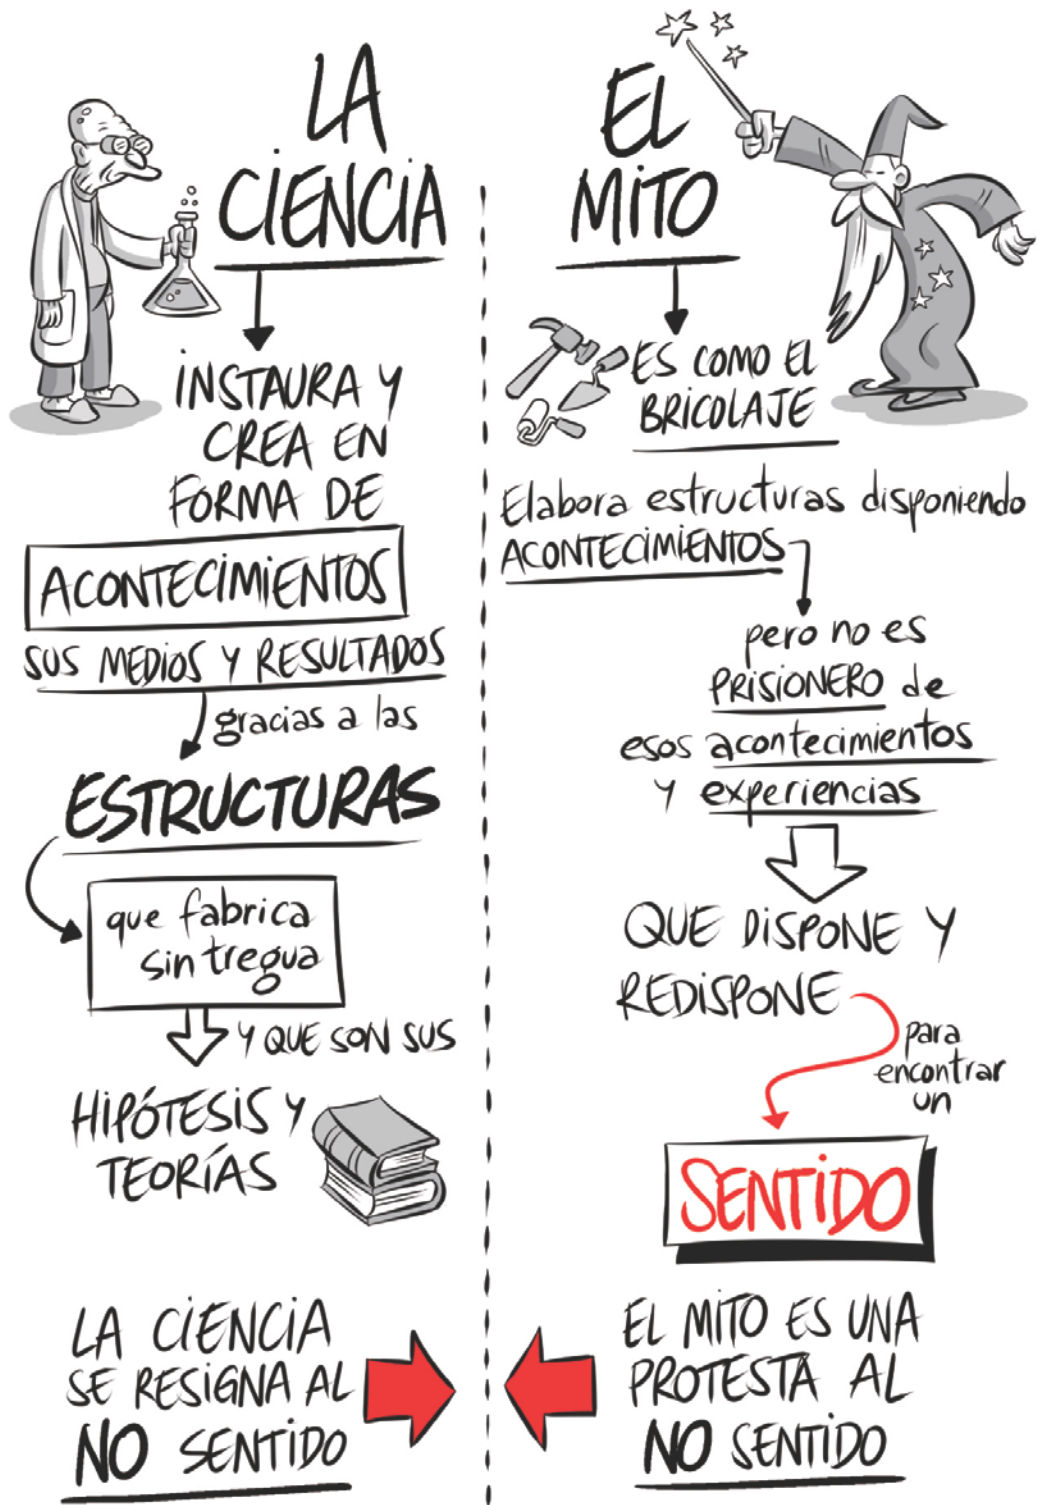 LA
CIENCIA
INSTAURA Y
CREA EN
FORMA DE
ACONTECIMIENTOS
SUS MEDIOS Y RESULTADOS
gracias a las
ESTRUCTURAS
que fabrica
sin tregua
Y QUE SON SUS
HIPÓTESIS Y
TEORÍAS
LA CIENCIA
SE RESIGNA AL
NO SENTIDO
EL
MITO
ES COMO EL
BRICOLAJE
Elabora estructuras disponiendo
ACONTECIMIENTOS
pero no es
PRISIONERO de
esos acontecimientos
y experiencias
QUE DISPONE Y
REDISPONE
para
encontrar
un
SENTIDO
EL MITO ES UNA
PROTESTA AL
NO SENTIDO